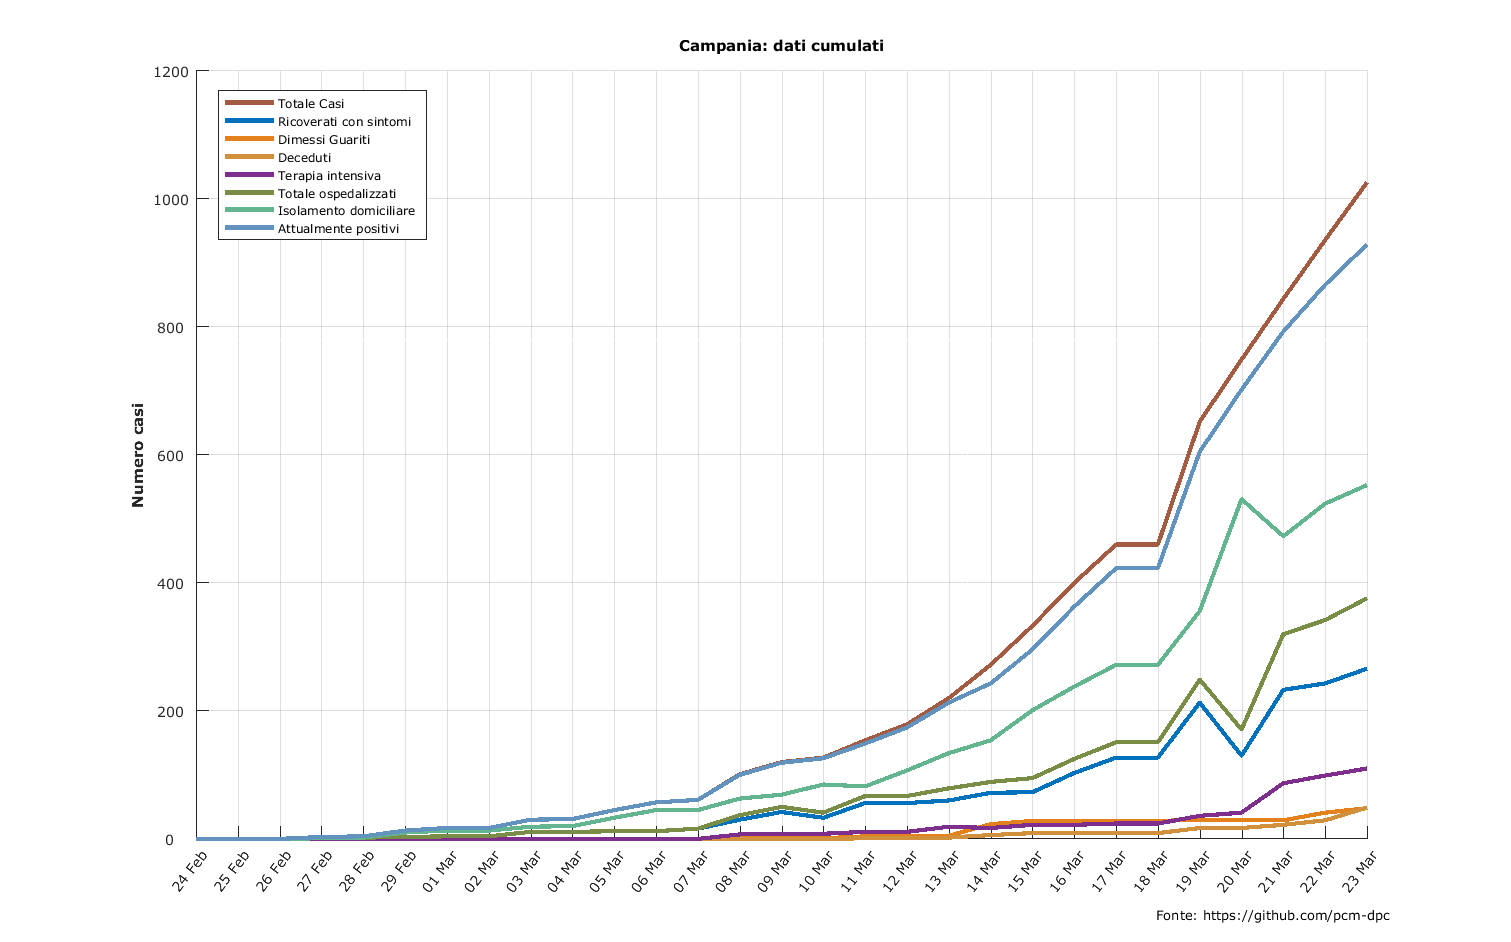 Campania: dati cumulati
1200
1000
800
600
400
200
0
Numero casi
Totale Casi
Ricoverati con sintomi
Dimessi Guariti
Deceduti
Terapia intensiva
Totale ospedalizzati
Isolamento domiciliare
Attualmente positivi
24 Feb
25 Feb
26 Feb
27 Feb
28 Feb
29 Feb
01 Mar
02 Mar
03 Mar
04 Mar
05 Mar
06 Mar
07 Mar
08 Mar
09 Mar
10 Mar
11 Mar
12 Mar
13 Mar
14 Mar
15 Mar
16 Mar
17 Mar
18 Mar
19 Mar
20 Mar
21 Mar
22 Mar
23 Mar
Fonte: https://github.com/pcm-dpc